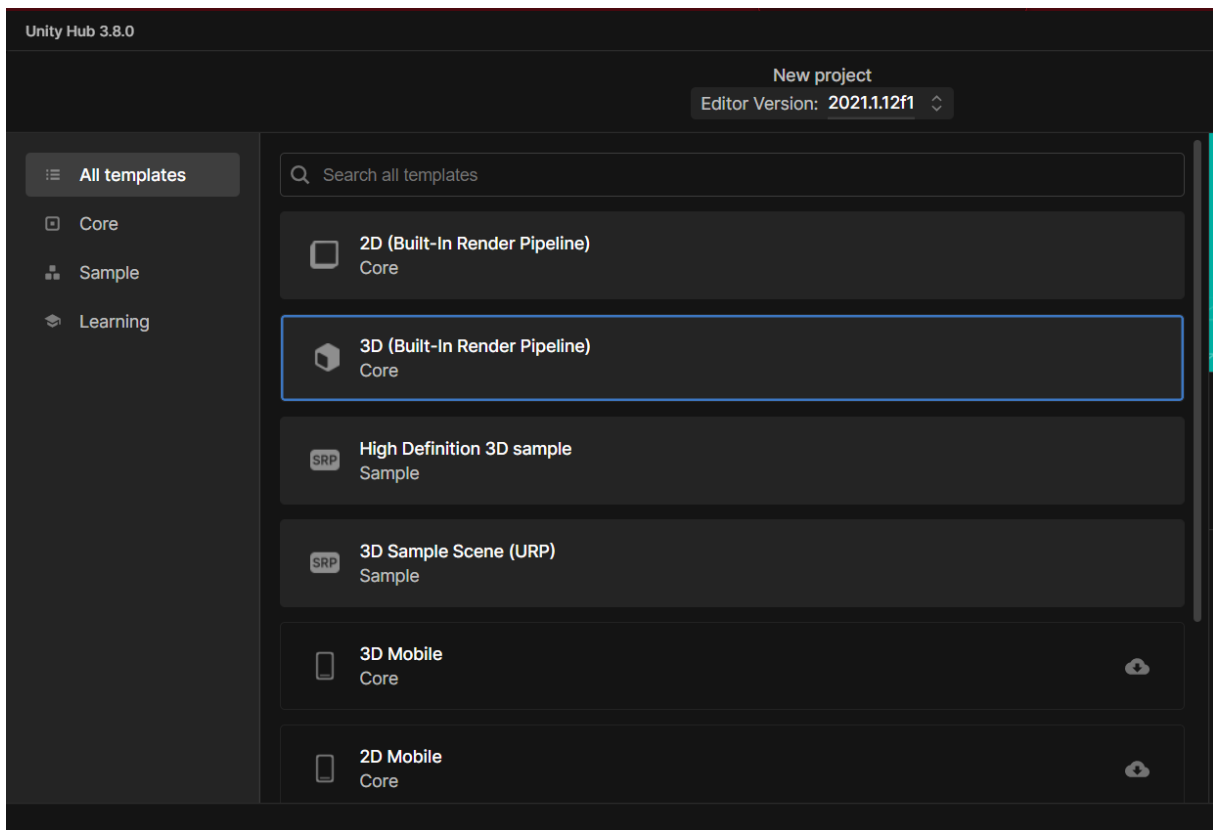 Unity Hub 3.8.0
New project
Editor Version: 2021.1.12f1
All templates
Core
Sample
Learning
Search all templates
2D (Built-In Render Pipeline)
Core
3D (Built-In Render Pipeline)
Core
SRP
High Definition 3D sample
Sample
SRP
3D Sample Scene (URP)
Sample
3D Mobile
Core
2D Mobile
Core